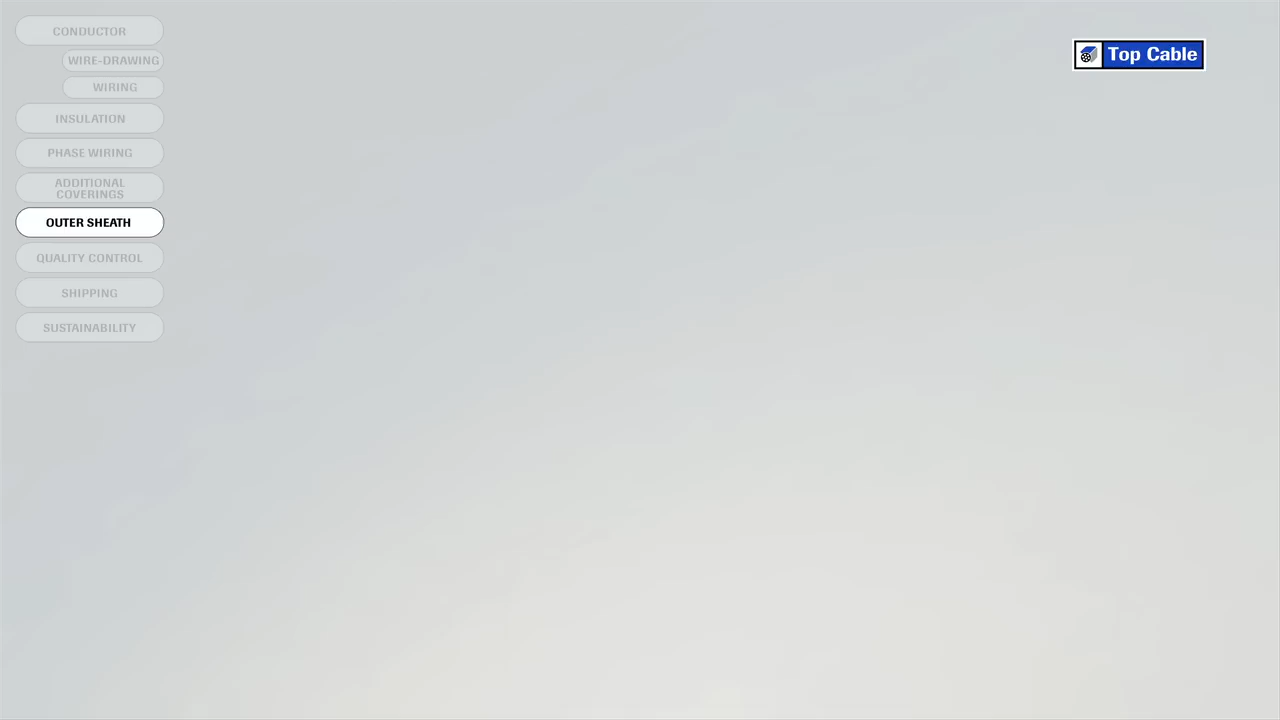 CONDUCTOR
WIRE-DRAWING
WIRING
INSULATION
PHASE WIRING
ADDITIONAL
COVERINGS
OUTER SHEATH
QUALITY CONTROL
SHIPPING
SUSTAINABILITY
Top Cable